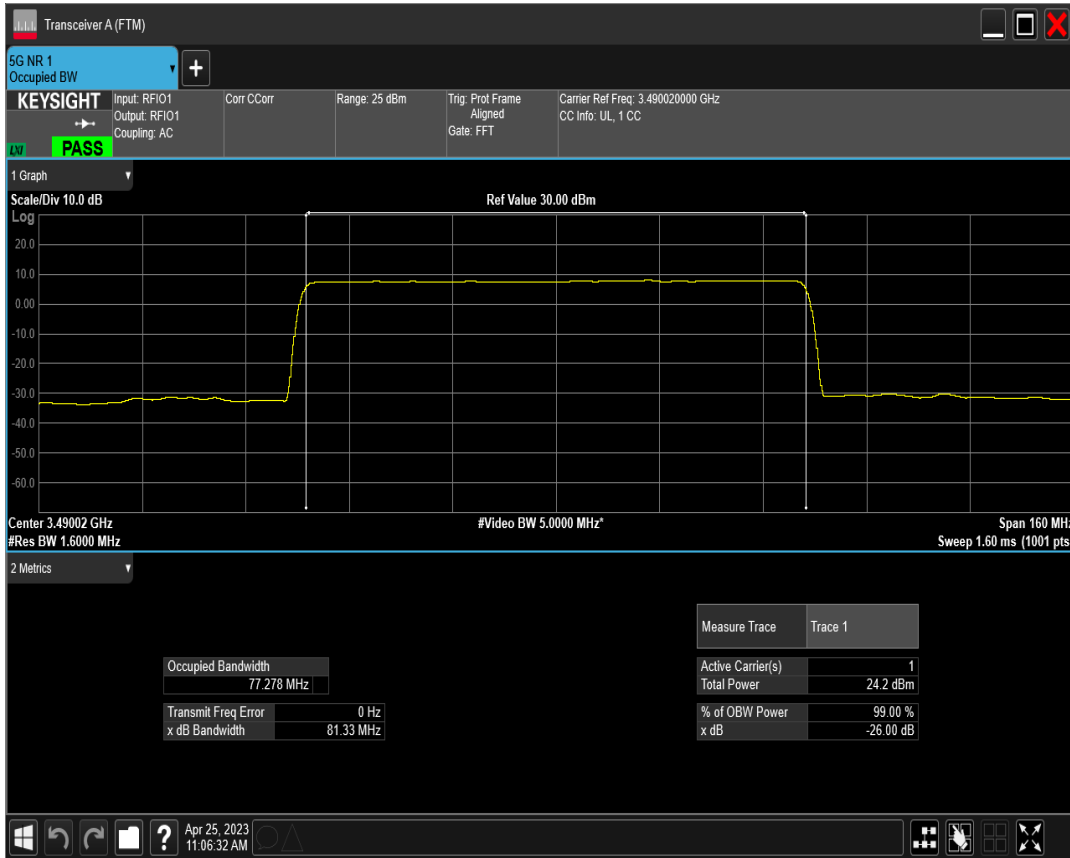 Transceiver A (FTM)
5G NR 1
Occupied BW
+
KEYSIGHT
LXI
PASS
Input: RFIO1
Output: RFIO1
Coupling: AC
Corr CCorr
Range: 25 dBm
Trig: Prot Frame
Aligned
Gate: FFT
Carrier Ref Freq: 3.490020000 GHz
CC Info: UL, 1 CC
1 Graph
Scale/Div 10.0 dB
Ref Value 30.00 dBm
Log
20.0
10.0
0.00
-10.0
-20.0
-30.0
-40.0
-50.0
-60.0
Center 3.49002 GHz
#Video BW 5.0000 MHz*
Span 160 MHz
#Res BW 1.6000 MHz
Sweep 1.60 ms (1001 pts
2 Metrics
Measure Trace Trace 1
Occupied Bandwidth
77.278 MHz
Active Carrier(s) 1
Total Power 24.2 dBm
Transmit Freq Error 0 Hz
x dB Bandwidth 81.33 MHz
% of OBW Power 99.00 %
x dB -26.00 dB
?
Apr 25, 2023
11:06:32 AM